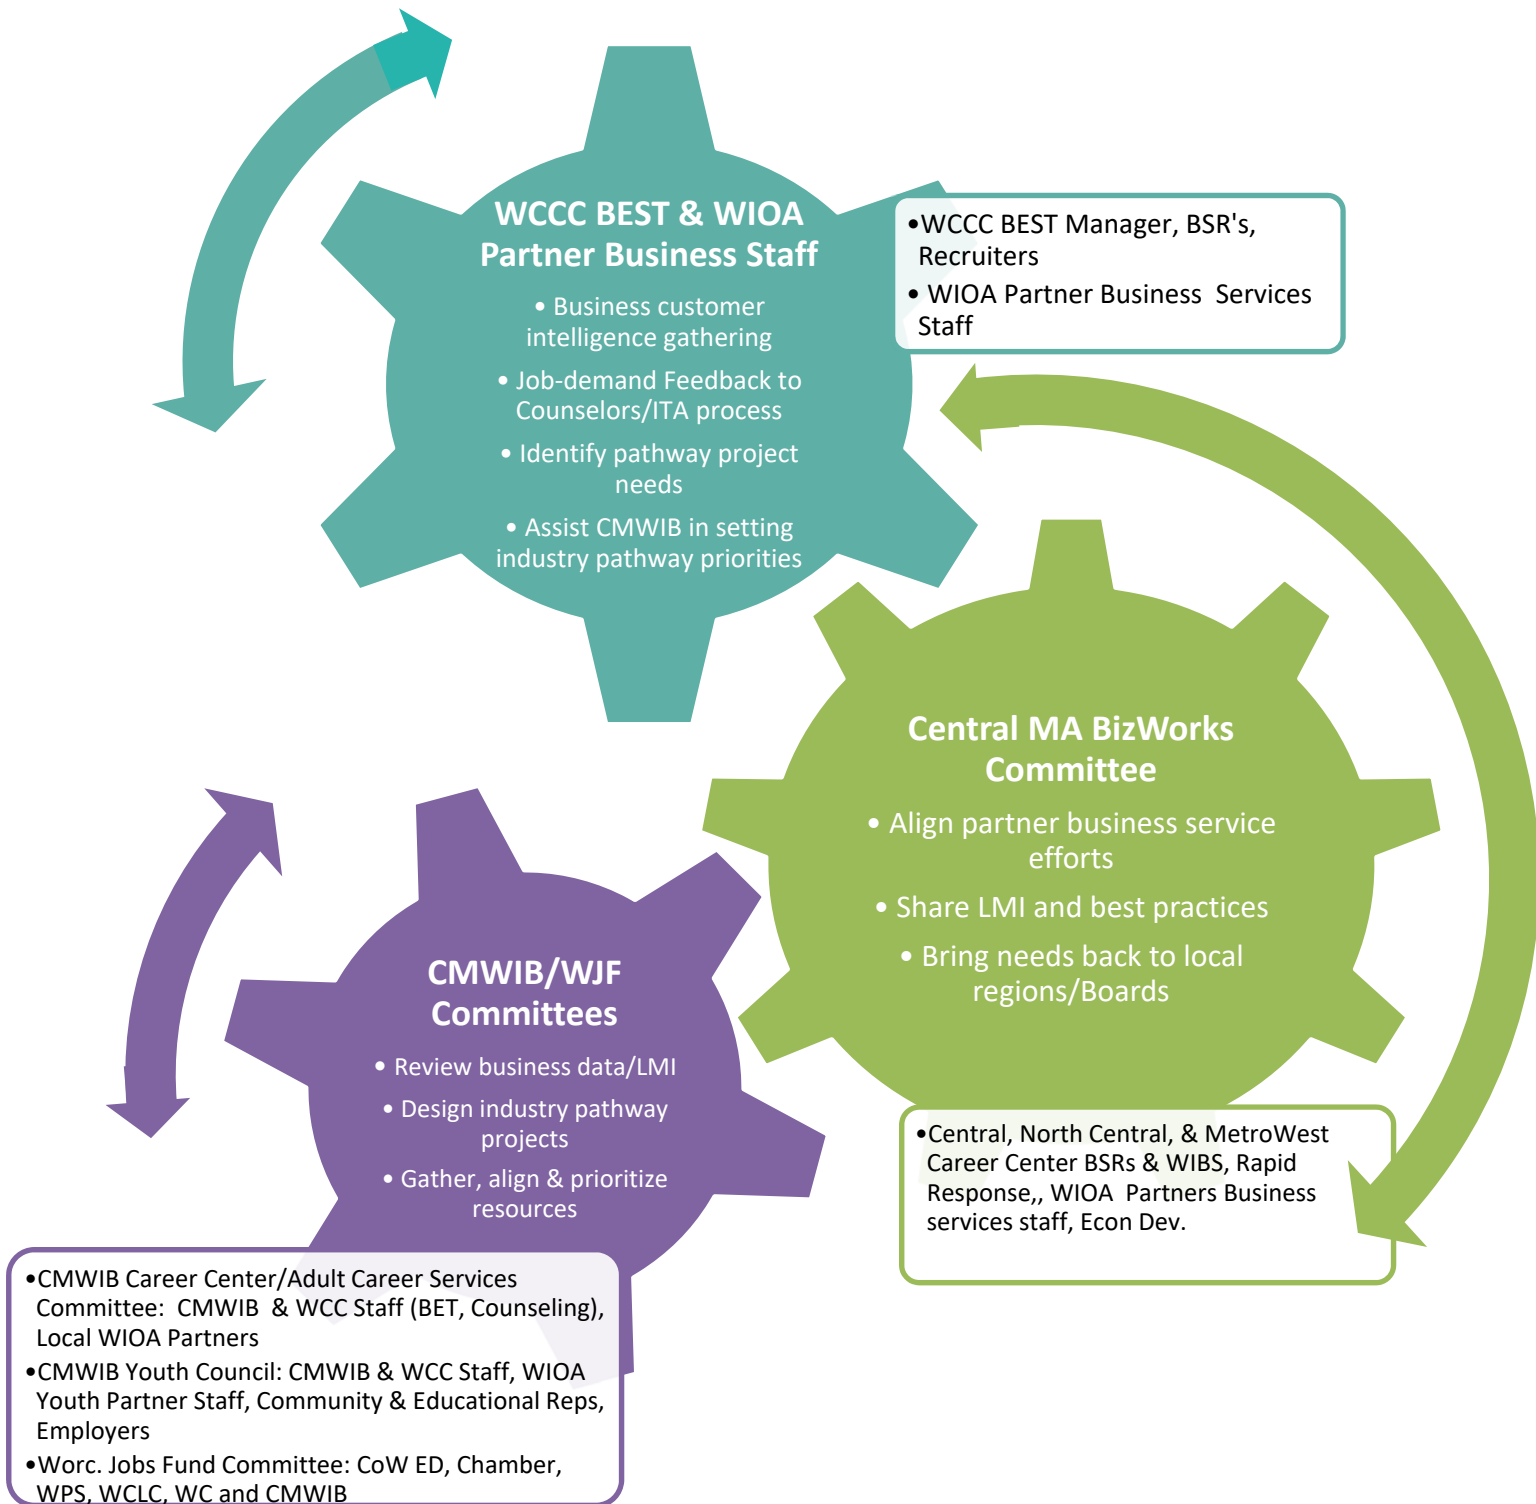 WCCC BEST & WIOA
Partner Business Staff
• Business customer
intelligence gathering
• Job-demand Feedback to
Counselors/ITA process
• Identify pathway project
needs
• Assist CMWIB in setting
industry pathway priorities
•WCCC BEST Manager, BSR's,
Recruiters
• WIOA Partner Business  Services
Staff
Central MA BizWorks
Committee
• Align partner business service
efforts
• Share LMI and best practices
• Bring needs back to local
regions/Boards
•Central, North Central, & MetroWest
Career Center BSRs & WIBS, Rapid
Response,, WIOA  Partners Business
services staff, Econ Dev.
CMWIB/WJF
Committees
• Review business data/LMI
• Design industry pathway
projects
• Gather, align & prioritize
resources
•CMWIB Career Center/Adult Career Services
Committee:  CMWIB  & WCC Staff (BET, Counseling),
Local WIOA Partners
•CMWIB Youth Council: CMWIB & WCC Staff, WIOA
Youth Partner Staff, Community & Educational Reps,
Employers
•Worc. Jobs Fund Committee: CoW ED, Chamber,
WPS, WCLC, WC and CMWIB